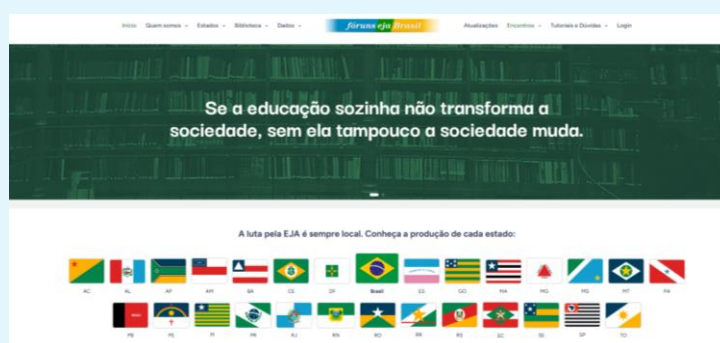 Início Quem somos Estados Biblioteca Dados fóruns eja Brasil Atualizações Encontros Tutoriais e Dúvidas Login
Se a educação sozinha não transforma a
sociedade, sem ela tampouco a sociedade muda.
A luta pela EJA é sempre local. Conheça a produção de cada estado:
AC AL AP AM BA CE DF Brasil ES GO MA MG MS MT PA
PB PE PI PR RJ RN RO RR RS SC SE SP TO